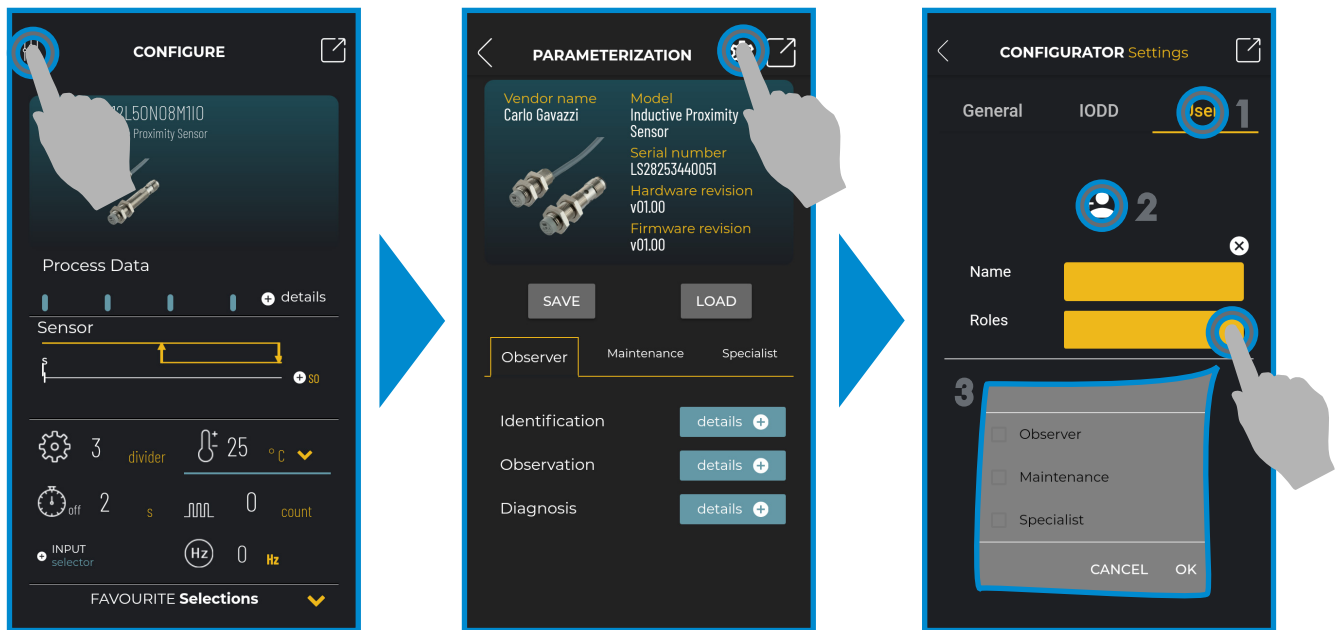 CONFIGURE
L50NO8M1IO
Proximity Sensor
Process Data
details
Sensor
s
SO
3 divider
25 °C
off 2 s
0 count
INPUT
selector
Hz 0 Hz
FAVOURITE Selections
PARAMETERIZATION
Vendor name
Carlo Gavazzi
Model
Inductive Proximity
Sensor
Serial number
LS28253440051
Hardware revision
v01.00
Firmware revision
v01.00
SAVE LOAD
Observer Maintenance Specialist
Identification details
Observation details
Diagnosis details
CONFIGURATOR Settings
General IODD User 1
2
Name
Roles
3
Observer
Maintenance
Specialist
CANCEL OK